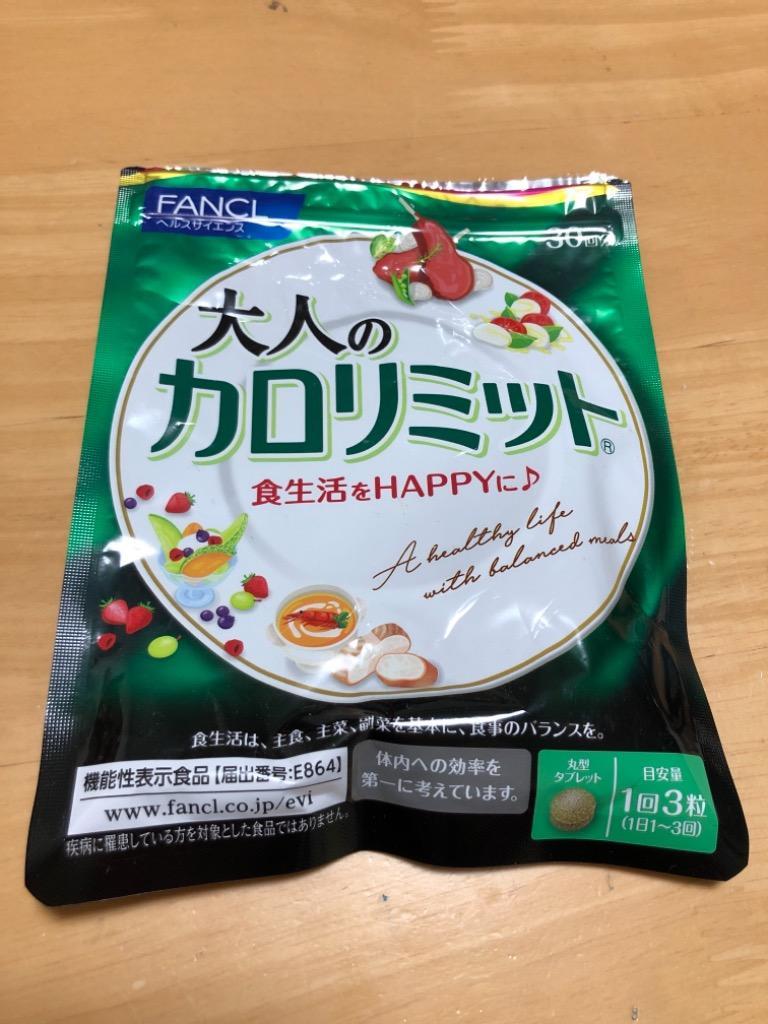 FANCL
ヘルスサイエンス
30回分
大人の
カロリミット®
食生活をHAPPYに♪
A healthy life
with balanced meals
食生活は、主食、主菜、副菜を基本に、食事のバランスを。
機能性表示食品【届出番号:E864】
www.fancl.co.jp/evi
体内への効率を
第一に考えています。
丸型
タブレット
目安量
1回3粒
(1日1〜3回)
疾病に罹患している方を対象とした食品ではありません。